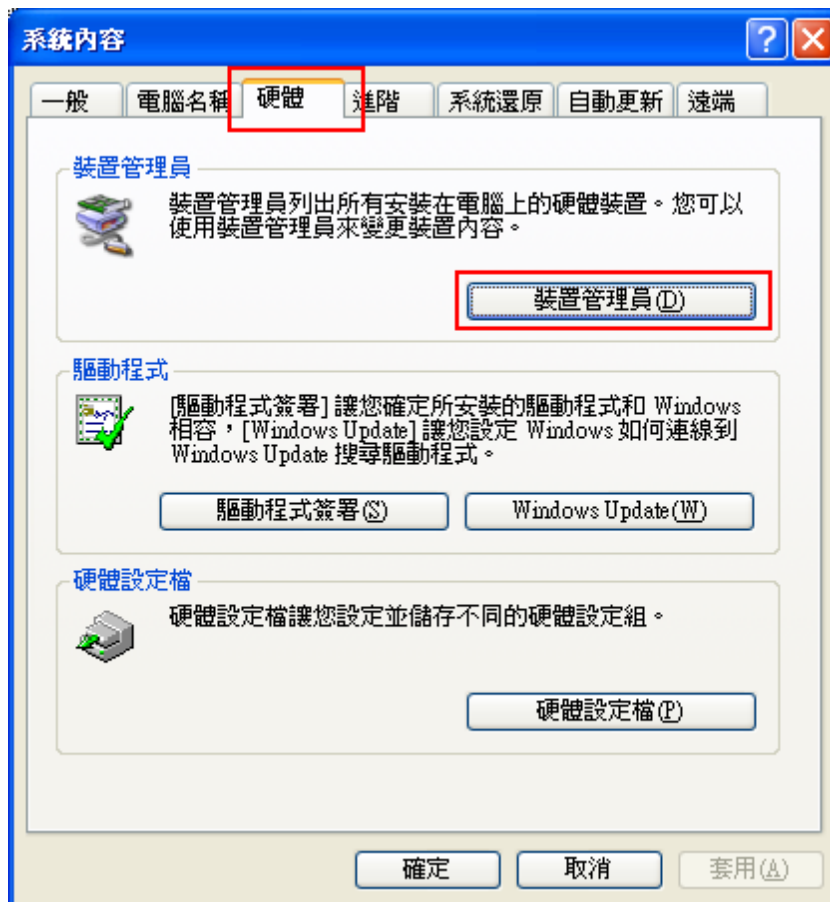 系統內容
一般 電腦名稱 硬體 進階 系統還原 自動更新 遠端
裝置管理員
裝置管理員列出所有安裝在電腦上的硬體裝置。您可以
使用裝置管理員來變更裝置內容。
裝置管理員(D)
驅動程式
[驅動程式簽署] 讓您確定所安裝的驅動程式和 Windows
相容，[Windows Update] 讓您設定 Windows 如何連線到
Windows Update 搜尋驅動程式。
驅動程式簽署(S) Windows Update(W)
硬體設定檔
硬體設定檔讓您設定並儲存不同的硬體設定組。
硬體設定檔(P)
確定 取消 套用(A)